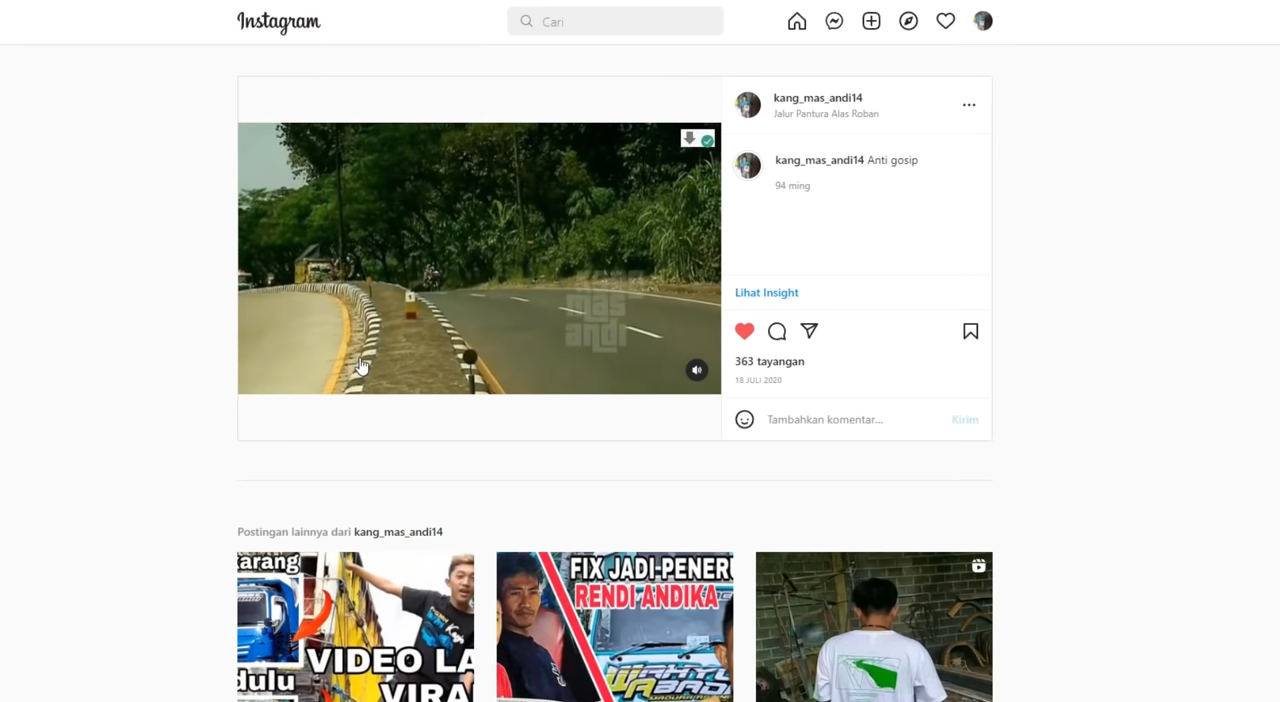 Instagram
Cari
kang_mas_andi14
Jalur Pantura Alas Roban
kang_mas_andi14 Anti gosip
94 ming
mas
andi
Lihat Insight
363 tayangan
18 JULI 2020
Tambahkan komentar...
Kirim
Postingan lainnya dari kang_mas_andi14
arang
VIDEO LA
dulu
VIRA
FIX JADI PENERU
RENDI ANDIKA